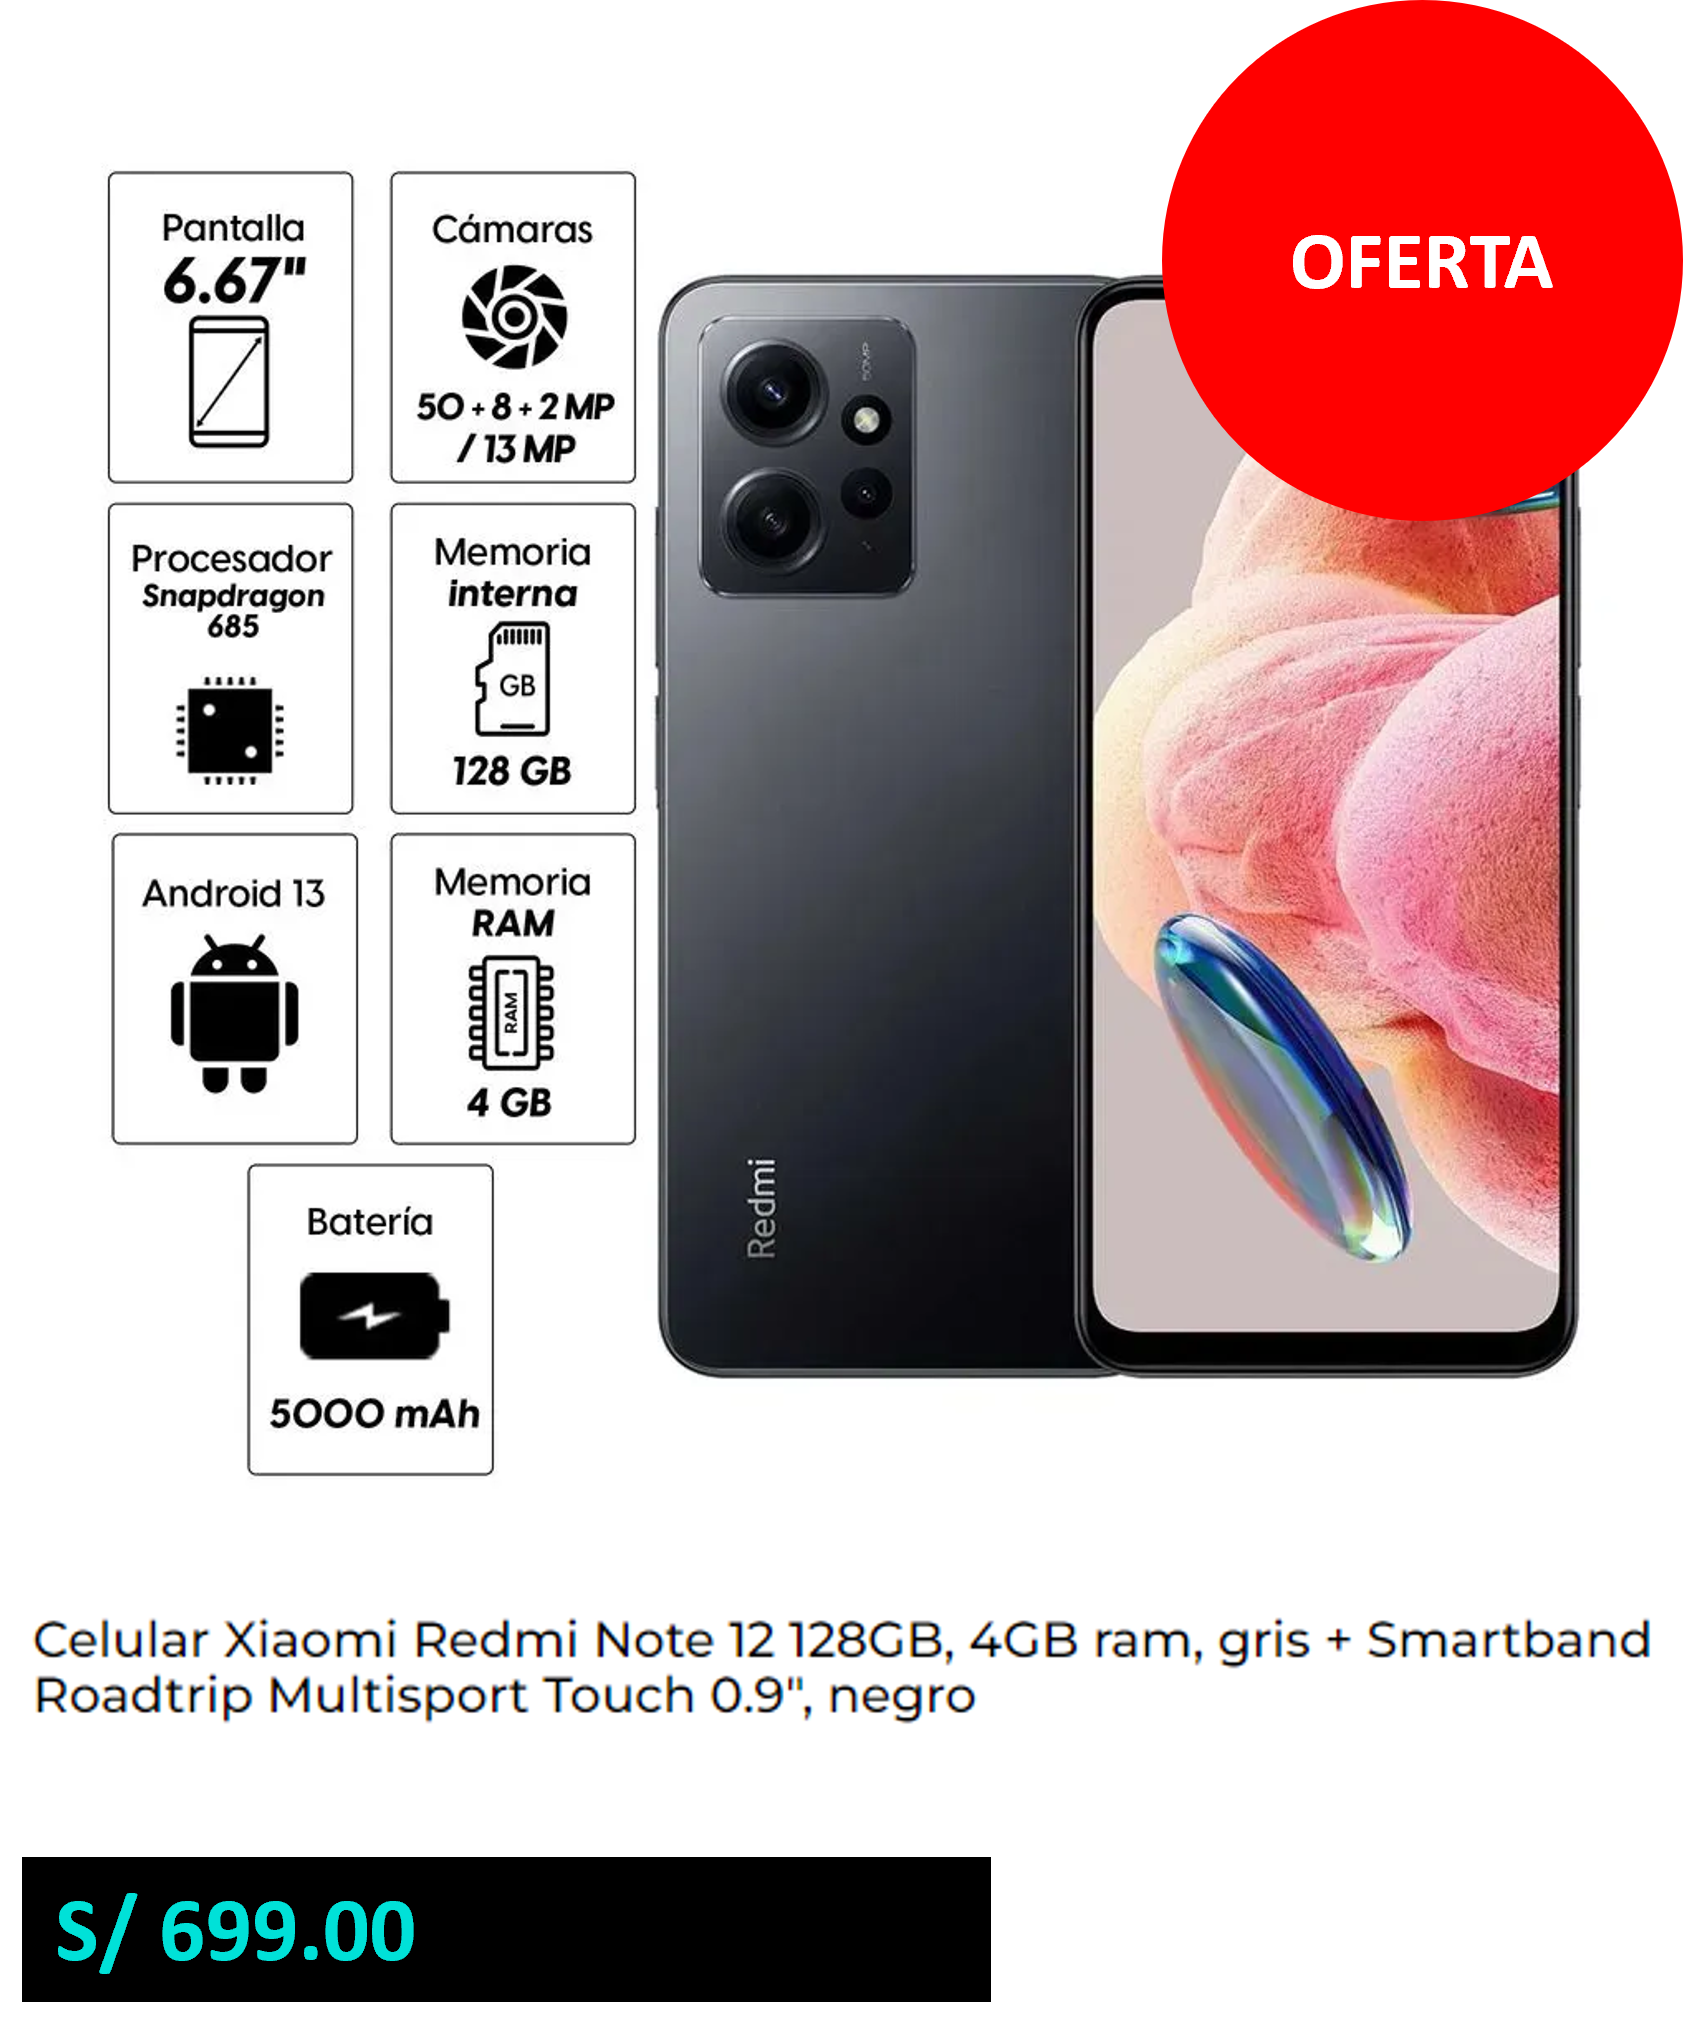 OFERTA
Pantalla
6.67"
Cámaras
50 + 8 + 2 MP
/ 13 MP
Procesador
Snapdragon
685
Memoria
interna
GB
128 GB
Android 13
Memoria
RAM
RAM
4 GB
Batería
5000 mAh
50MP
Redmi
Celular Xiaomi Redmi Note 12 128GB, 4GB ram, gris + Smartband
Roadtrip Multisport Touch 0.9", negro
S/ 699.00